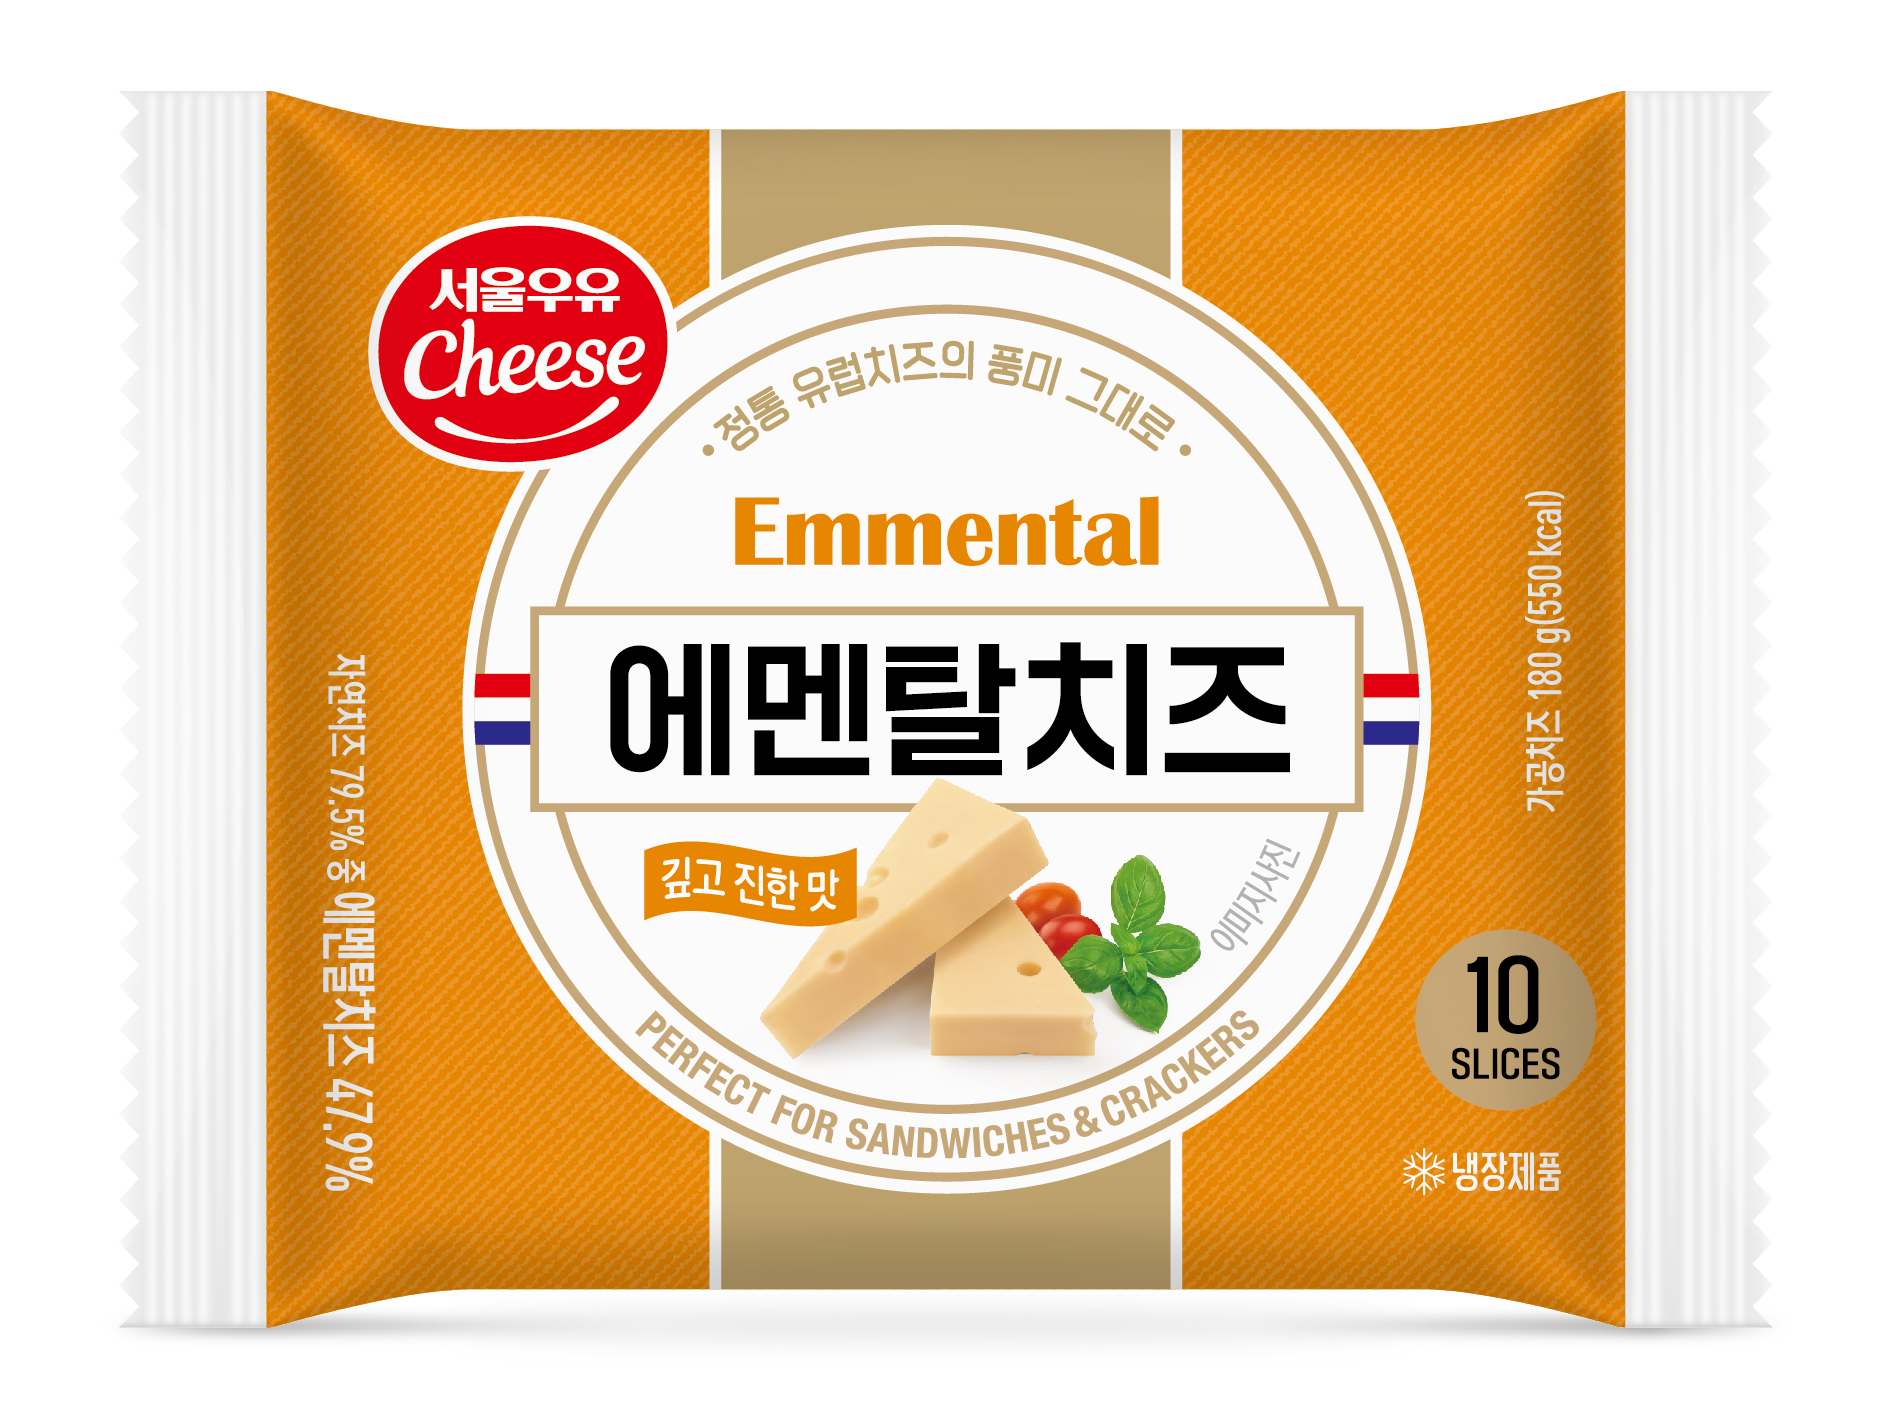 서울우유
Cheese
정통 유럽치즈의 풍미 그대로
Emmental
에멘탈치즈
깊고 진한 맛
이미지사진
PERFECT FOR SANDWICHES & CRACKERS
자연치즈 79.5% 중 에멘탈치즈 47.9%
가공치즈 180 g(550 kcal)
10
SLICES
냉장제품